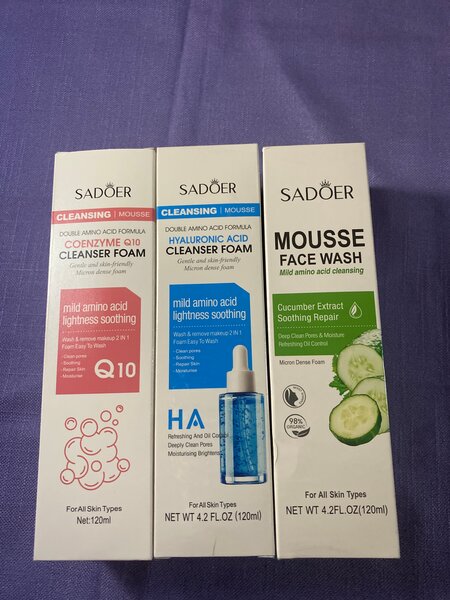 SADOER
CLEANSING | MOUSSE
DOUBLE AMINO ACID FORMULA
COENZYME Q10
CLEANSER FOAM
Gentle and skin-friendly
Micron dense foam
mild amino acid
lightness soothing
Wash & remove makeup 2 IN 1
Foam Easy To Wash
- Clean pores
- Soothing
- Repair Skin
- Moisturise
Q10
For All Skin Types
Net:120ml
SADOER
CLEANSING | MOUSSE
DOUBLE AMINO ACID FORMULA
HYALURONIC ACID
CLEANSER FOAM
Gentle and skin-friendly
Micron dense foam
mild amino acid
lightness soothing
Wash & remove makeup 2 IN 1
Foam Easy To Wash
- Clean pores
- Soothing
- Repair Skin
- Moisturise
HA
Refreshing And Oil Control
Deeply Clean Pores
Moisturising Brightens
For All Skin Types
NET WT 4.2 FL.OZ (120ml)
SADOER
MOUSSE
FACE WASH
Mild amino acid cleansing
Cucumber Extract
Soothing Repair
Deep Clean Pores & Moisture
Refreshing Oil Control
Micron Dense Foam
98%
ORGANIC
For All Skin Types
NET WT 4.2FL.OZ(120ml)